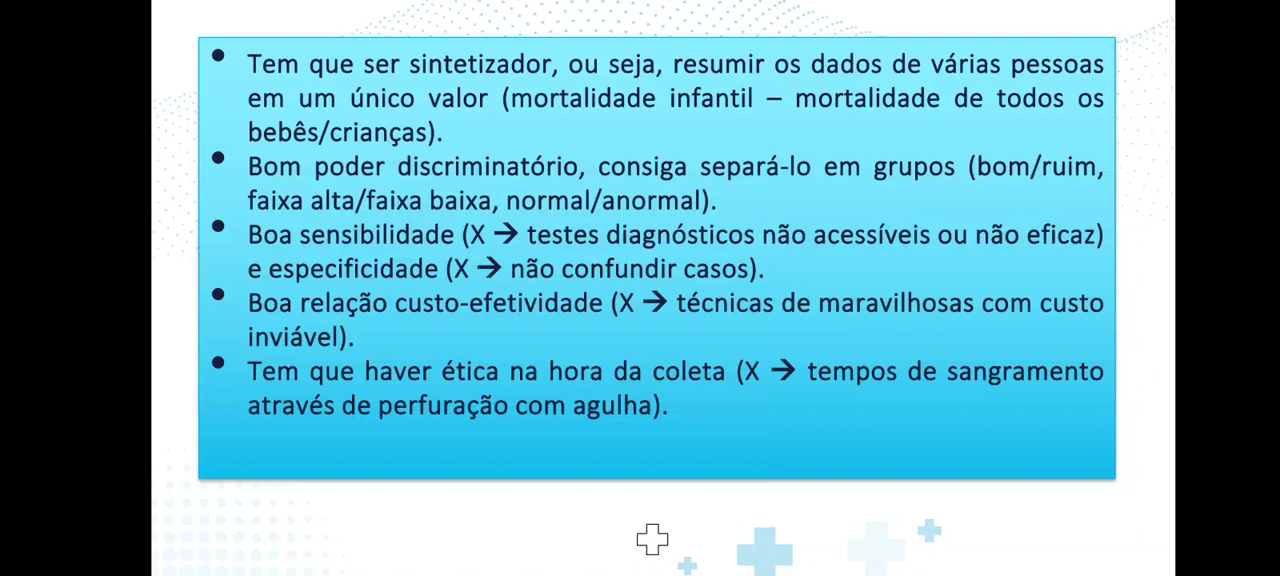 • Tem que ser sintetizador, ou seja, resumir os dados de várias pessoas
em um único valor (mortalidade infantil – mortalidade de todos os
bebês/crianças).
• Bom poder discriminatório, consiga separá-lo em grupos (bom/ruim,
faixa alta/faixa baixa, normal/anormal).
• Boa sensibilidade (X → testes diagnósticos não acessíveis ou não eficaz)
e especificidade (X → não confundir casos).
• Boa relação custo-efetividade (X → técnicas de maravilhosas com custo
inviável).
• Tem que haver ética na hora da coleta (X → tempos de sangramento
através de perfuração com agulha).